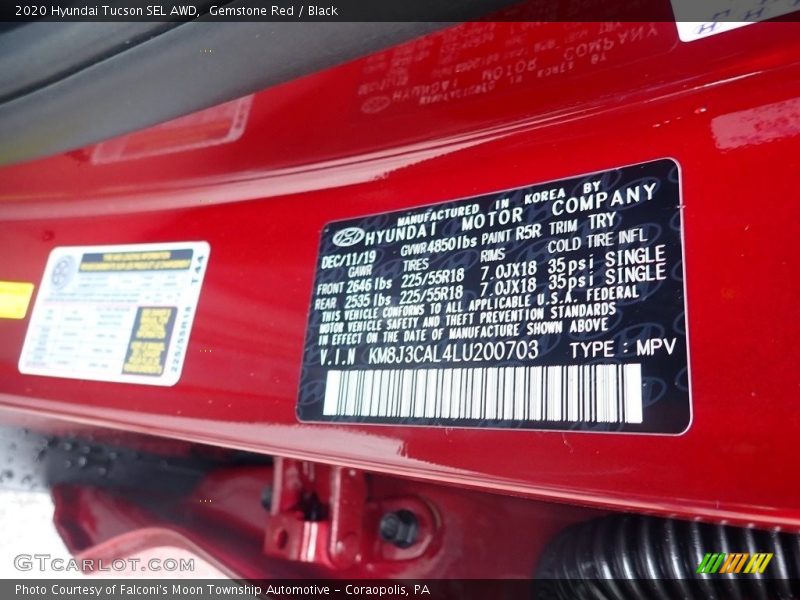 2020 Hyundai Tucson SEL AWD, Gemstone Red / Black
MANUFACTURED IN KOREA BY
HYUNDAI MOTOR COMPANY
DEC/11/19 GVWR 4850lbs PAINT R5R TRIM TRY
GAWR TIRES RIMS COLD TIRE INFL
FRONT 2646 lbs 225/55R18 7.0JX18 35psi SINGLE
REAR 2535 lbs 225/55R18 7.0JX18 35psi SINGLE
THIS VEHICLE CONFORMS TO ALL APPLICABLE U.S.A. FEDERAL
MOTOR VEHICLE SAFETY AND THEFT PREVENTION STANDARDS
IN EFFECT ON THE DATE OF MANUFACTURE SHOWN ABOVE
V.I.N KM8J3CAL4LU200703 TYPE : MPV
225/55R18 T44
GTCARLOT.COM
Photo Courtesy of Falconi's Moon Township Automotive - Coraopolis, PA